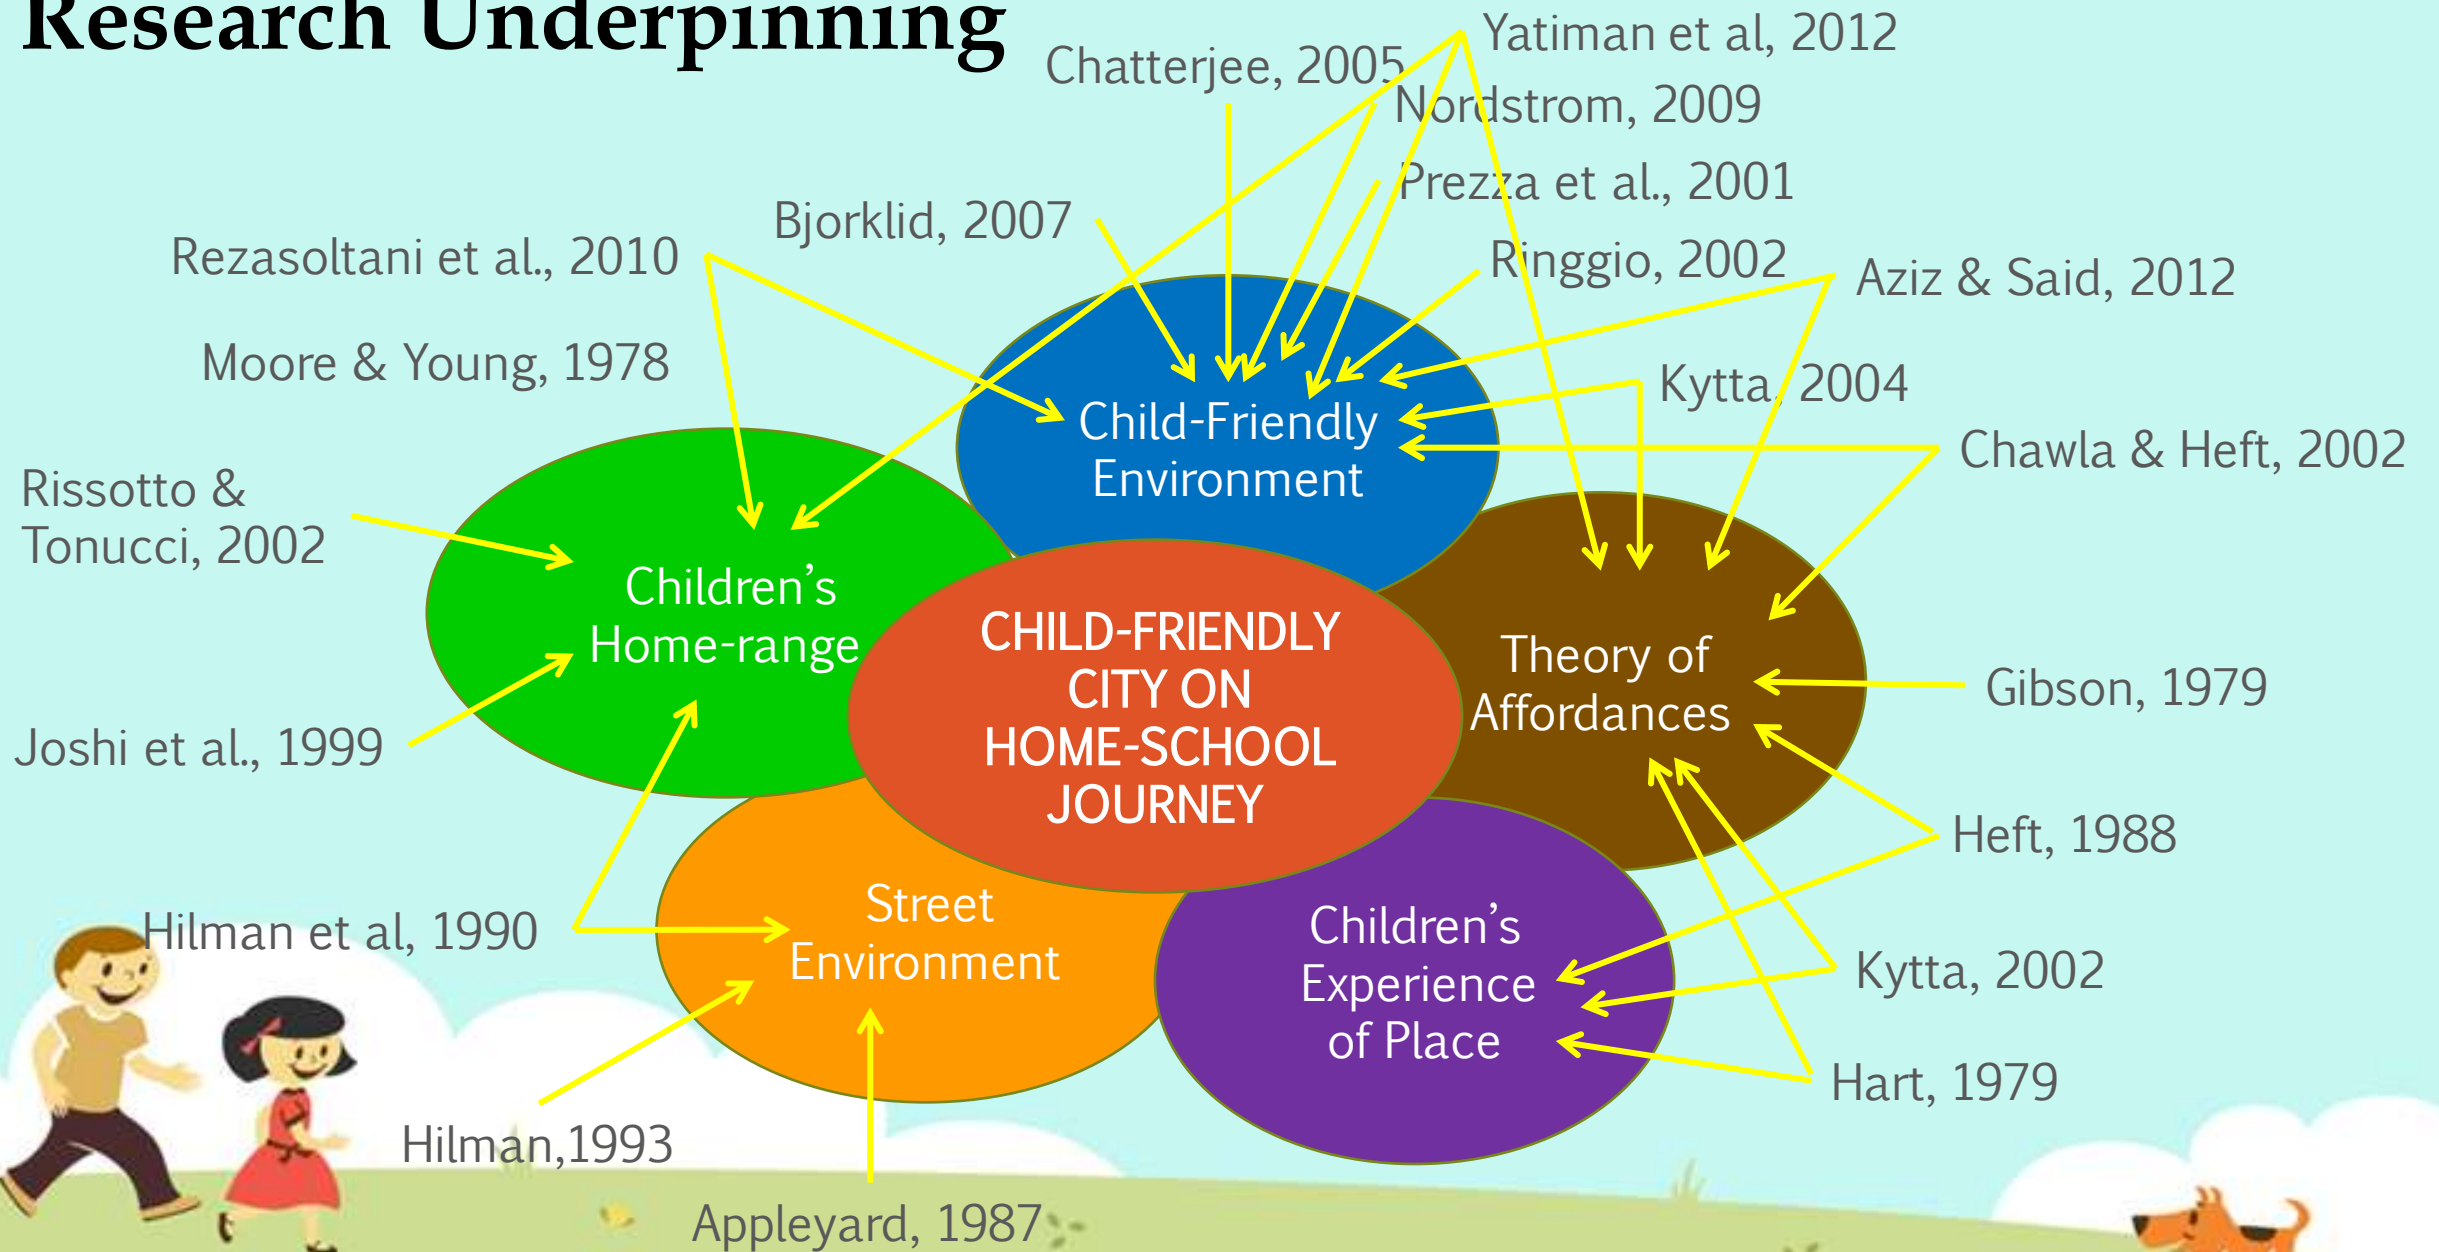 Research Underpinning
Yatiman et al, 2012
Chatterjee, 2005
Nordstrom, 2009
Prezza et al., 2001
Bjorklid, 2007
Rezasoltani et al., 2010
Ringgio, 2002
Aziz & Said, 2012
Moore & Young, 1978
Kytta, 2004
Child-Friendly
Environment
Chawla & Heft, 2002
Rissotto &
Tonucci, 2002
Children’s
Home-range
CHILD-FRIENDLY
CITY ON
HOME-SCHOOL
JOURNEY
Theory of
Affordances
Gibson, 1979
Joshi et al., 1999
Heft, 1988
Hilman et al, 1990
Street
Environment
Children’s
Experience
of Place
Kytta, 2002
Hart, 1979
Hilman,1993
Appleyard, 1987